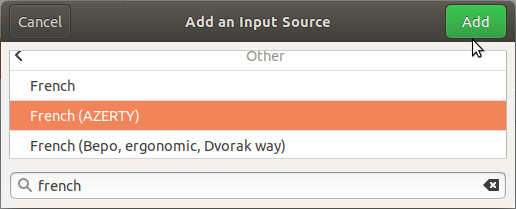 Cancel Add an Input Source Add
Other
French
French (AZERTY)
French (Bepo, ergonomic, Dvorak way)
french